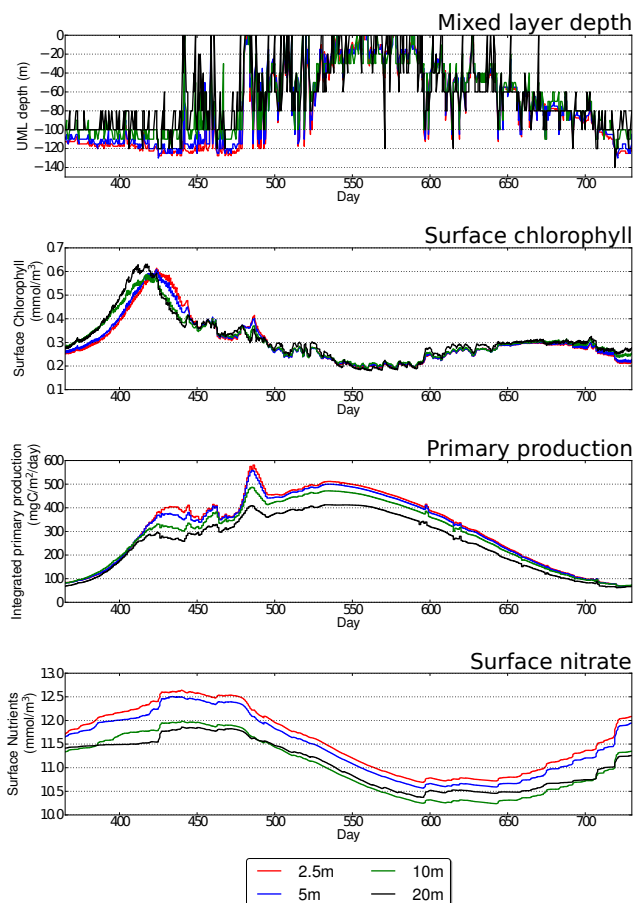 Mixed layer depth
UML depth (m)
0
−20
−40
−60
−80
−100
−120
−140
400 450 500 550 600 650 700
Day
Surface chlorophyll
Surface Chlorophyll
(mmol/m³)
0.7
0.6
0.5
0.4
0.3
0.2
0.1
400 450 500 550 600 650 700
Day
Primary production
Integrated primary production
(mgC/m²/day)
600
500
400
300
200
100
0
400 450 500 550 600 650 700
Day
Surface nitrate
Surface Nutrients
(mmol/m³)
13.0
12.5
12.0
11.5
11.0
10.5
10.0
400 450 500 550 600 650 700
Day
2.5m 10m
5m 20m